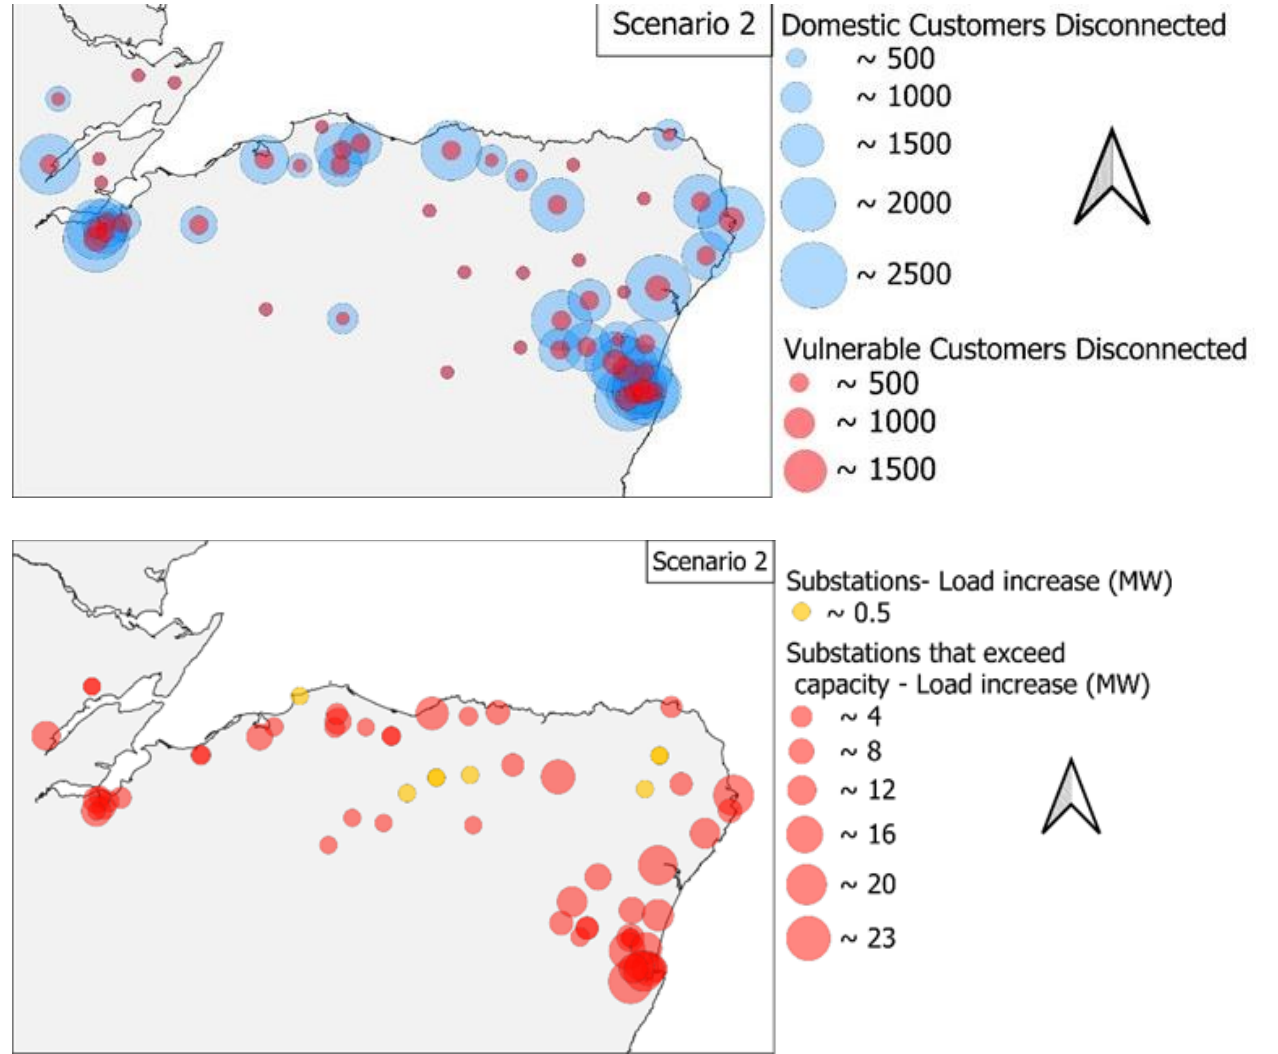 Scenario 2
Domestic Customers Disconnected
~ 500
~ 1000
~ 1500
~ 2000
~ 2500
Vulnerable Customers Disconnected
~ 500
~ 1000
~ 1500
Scenario 2
Substations- Load increase (MW)
~ 0.5
Substations that exceed
capacity - Load increase (MW)
~ 4
~ 8
~ 12
~ 16
~ 20
~ 23